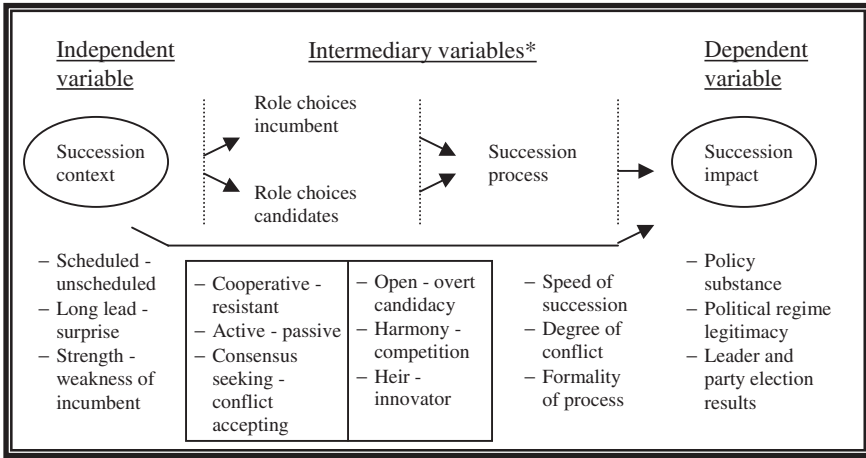 Independent
variable
Intermediary variables*
Dependent
variable
Succession
context
Role choices
incumbent
Role choices
candidates
Succession
process
Succession
impact
– Scheduled -
unscheduled
– Long lead -
surprise
– Strength -
weakness of
incumbent
– Cooperative -
resistant
– Active - passive
– Consensus
seeking -
conflict
accepting
– Open - overt
candidacy
– Harmony -
competition
– Heir -
innovator
– Speed of
succession
– Degree of
conflict
– Formality
of process
– Policy
substance
– Political regime
legitimacy
– Leader and
party election
results